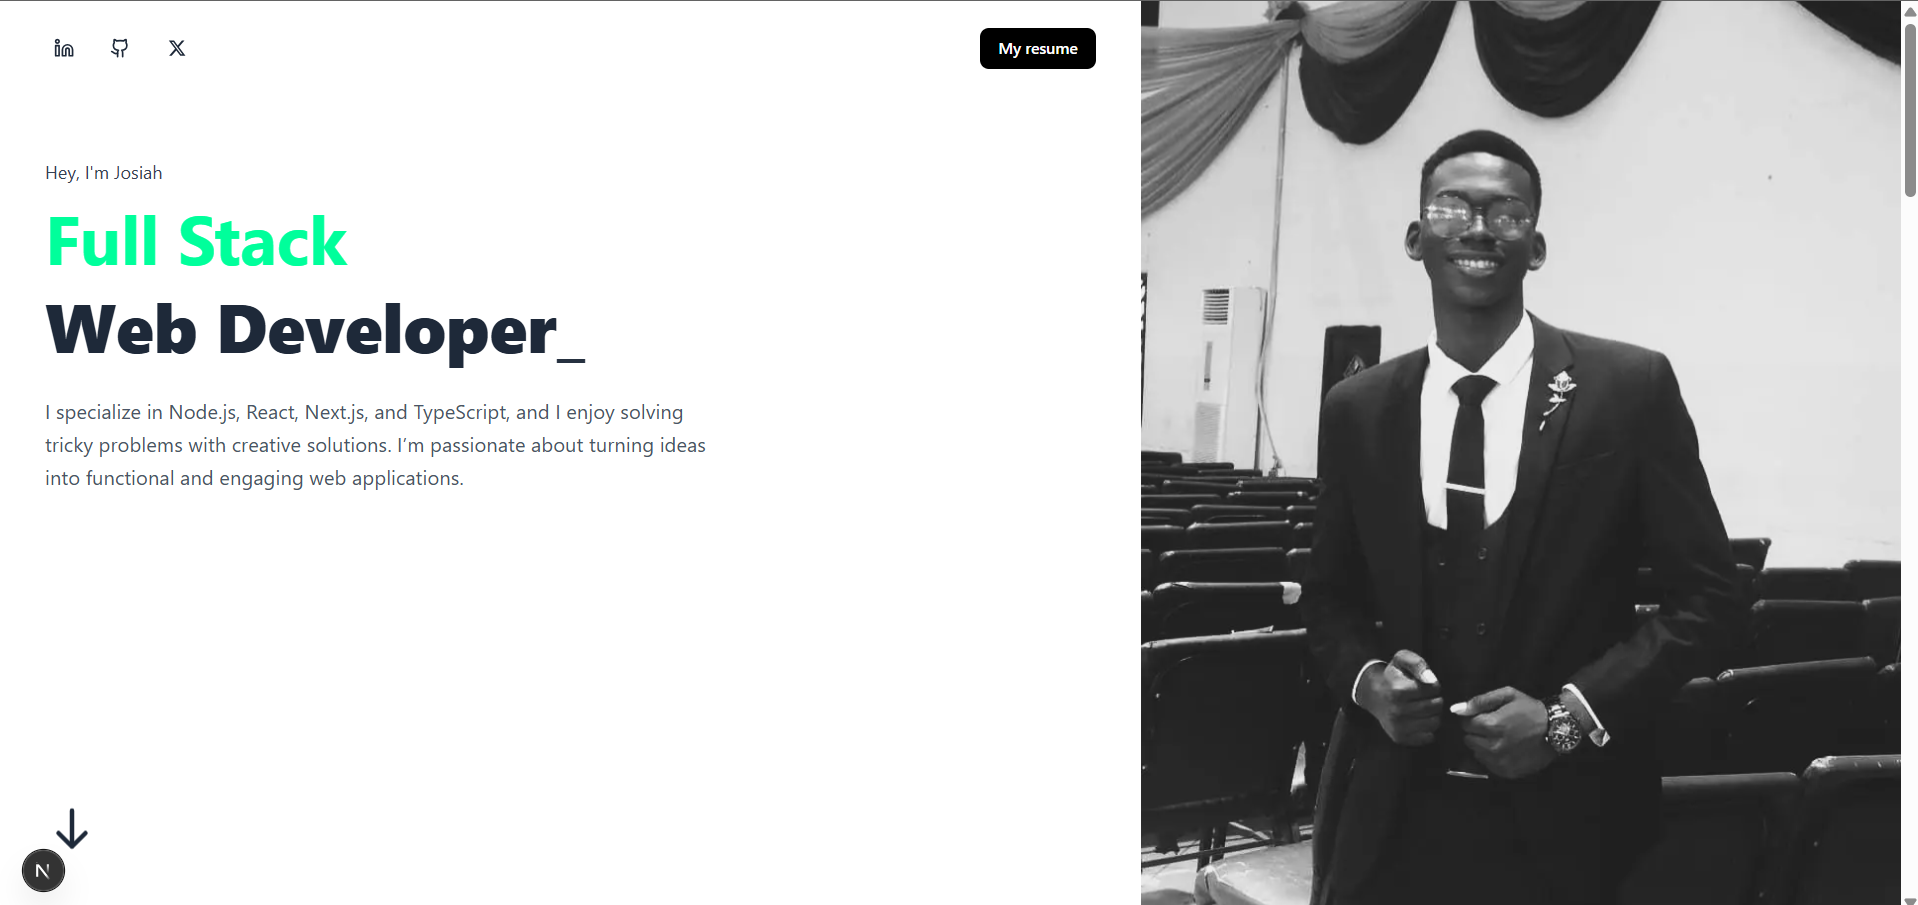 My resume
Hey, I'm Josiah
Full Stack
Web Developer_
I specialize in Node.js, React, Next.js, and TypeScript, and I enjoy solving
tricky problems with creative solutions. I’m passionate about turning ideas
into functional and engaging web applications.